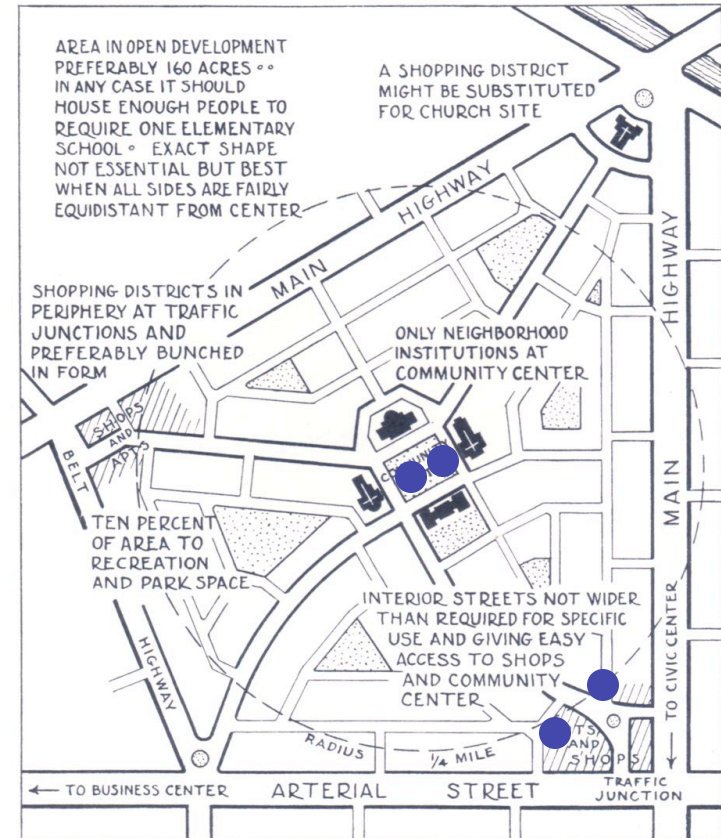 AREA IN OPEN DEVELOPMENT
PREFERABLY 160 ACRES ∘∘
IN ANY CASE IT SHOULD
HOUSE ENOUGH PEOPLE TO
REQUIRE ONE ELEMENTARY
SCHOOL∘ EXACT SHAPE
NOT ESSENTIAL BUT BEST
WHEN ALL SIDES ARE FAIRLY
EQUIDISTANT FROM CENTER
A SHOPPING DISTRICT
MIGHT BE SUBSTITUTED
FOR CHURCH SITE
MAIN HIGHWAY
HIGHWAY
MAIN
SHOPPING DISTRICTS IN
PERIPHERY AT TRAFFIC
JUNCTIONS AND
PREFERABLY BUNCHED
IN FORM
ONLY NEIGHBORHOOD
INSTITUTIONS AT
COMMUNITY CENTER
SHOPS
AND
APTS
BELT
HIGHWAY
TEN PERCENT
OF AREA TO
RECREATION
AND PARK SPACE
INTERIOR STREETS NOT WIDER
THAN REQUIRED FOR SPECIFIC
USE AND GIVING EASY
ACCESS TO SHOPS
AND COMMUNITY
CENTER
TO CIVIC CENTER
AND
SHOPS
RADIUS 1/4 MILE
TRAFFIC
JUNCTION
← TO BUSINESS CENTER
ARTERIAL STREET